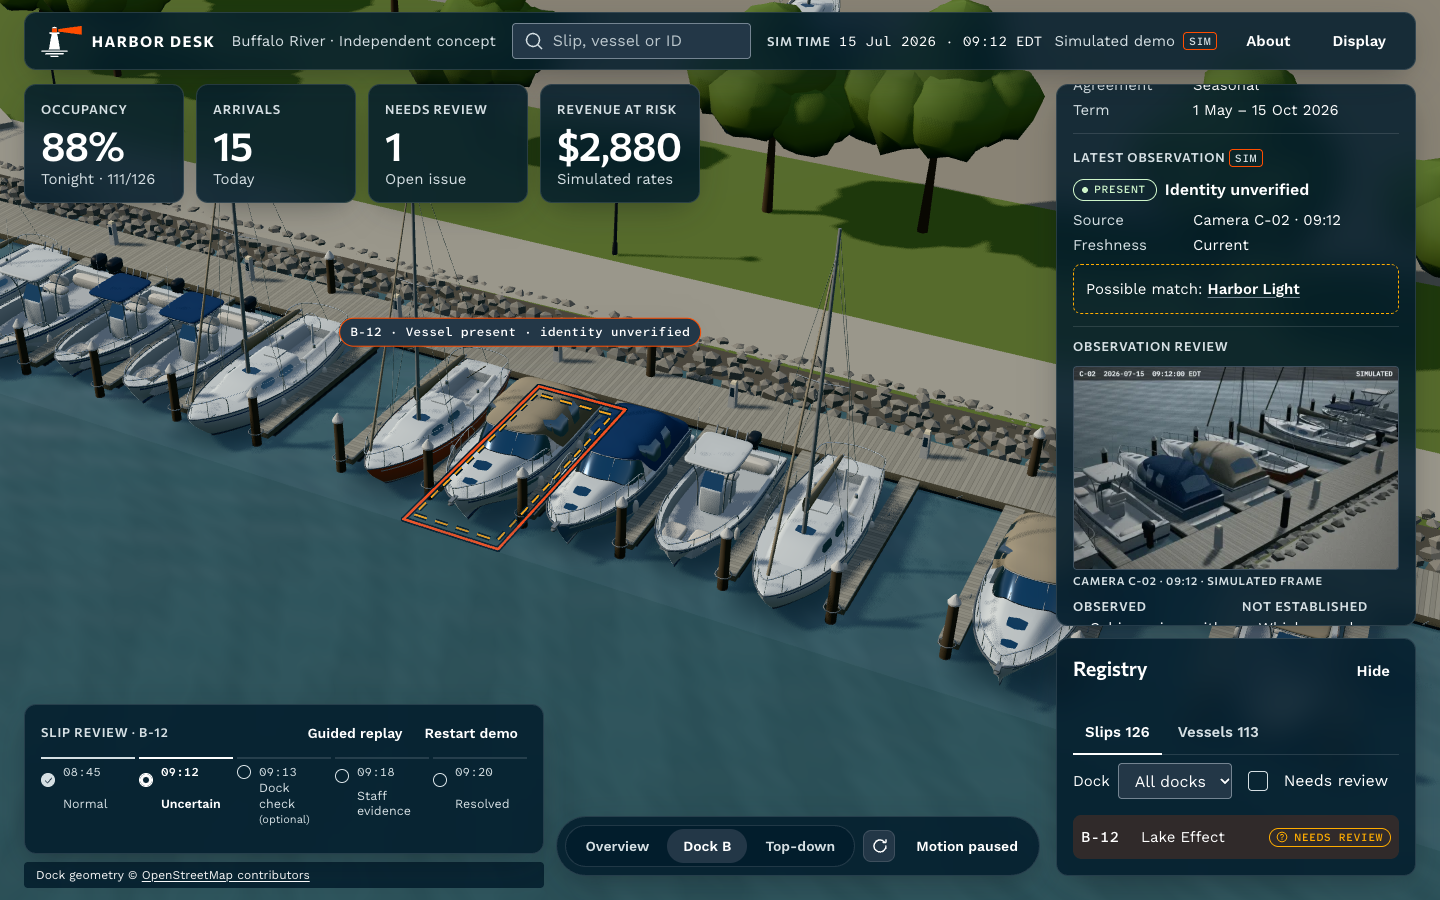 HARBOR DESK
Buffalo River · Independent concept
Slip, vessel or ID
SIM TIME 15 Jul 2026 · 09:12 EDT
Simulated demo SIM
About
Display
OCCUPANCY
88%
Tonight · 111/126
ARRIVALS
15
Today
NEEDS REVIEW
1
Open issue
REVENUE AT RISK
$2,880
Simulated rates
Agreement Seasonal
Term 1 May – 15 Oct 2026
LATEST OBSERVATION SIM
PRESENT Identity unverified
Source Camera C-02 · 09:12
Freshness Current
Possible match: Harbor Light
OBSERVATION REVIEW
C-02 2026-07-15 09:12:00 EDT SIMULATED
CAMERA C-02 · 09:12 · SIMULATED FRAME
OBSERVED NOT ESTABLISHED
B-12 · Vessel present · identity unverified
Registry
Hide
Slips 126
Vessels 113
Dock All docks Needs review
B-12 Lake Effect NEEDS REVIEW
SLIP REVIEW · B-12
Guided replay
Restart demo
08:45
Normal
09:12
Uncertain
09:13
Dock
check
(optional)
09:18
Staff
evidence
09:20
Resolved
Dock geometry © OpenStreetMap contributors
Overview
Dock B
Top-down
Motion paused